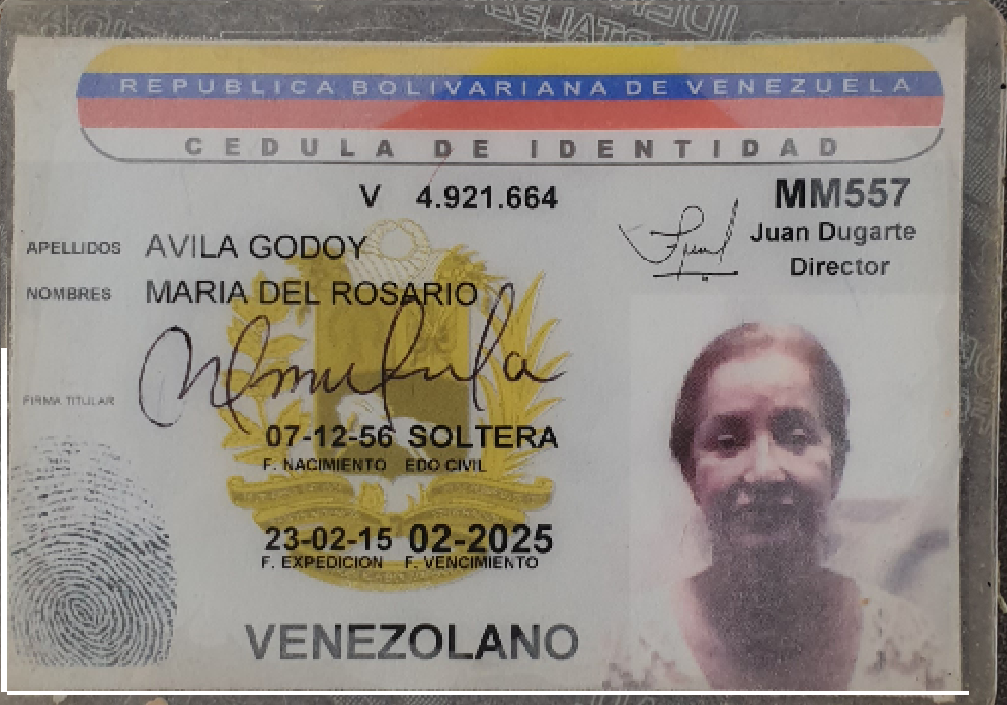 REPUBLICA BOLIVARIANA DE VENEZUELA
CEDULA DE IDENTIDAD
V 4.921.664
MM557
Juan Dugarte
Director
APELLIDOS AVILA GODOY
NOMBRES MARIA DEL ROSARIO
FIRMA TITULAR
07-12-56 SOLTERA
F. NACIMIENTO EDO CIVIL
23-02-15 02-2025
F. EXPEDICION F. VENCIMIENTO
VENEZOLANO